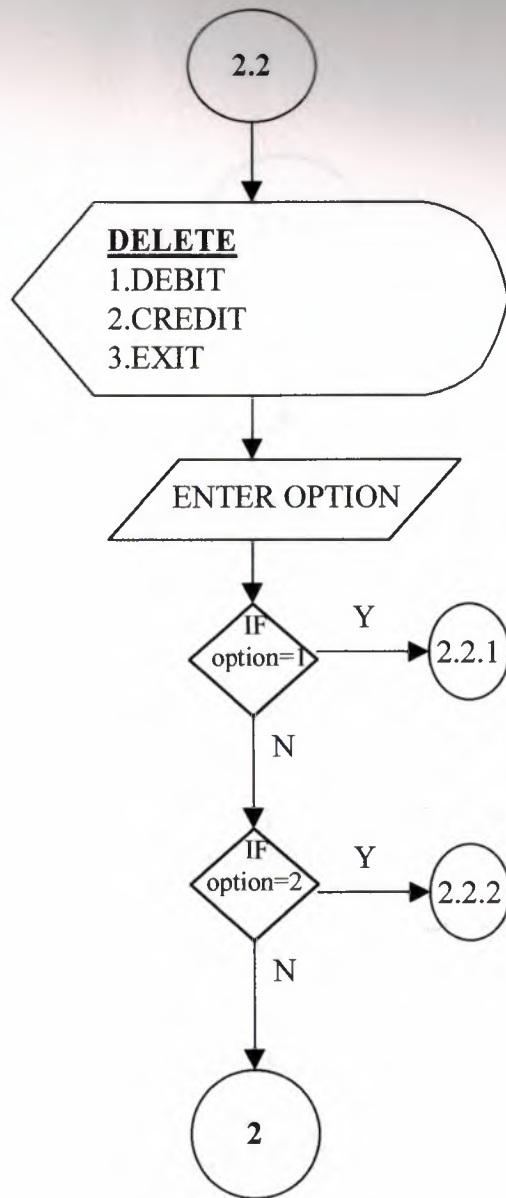 2.2
DELETE
1.DEBIT
2.CREDIT
3.EXIT
ENTER OPTION
IF
option=1
Y
2.2.1
N
IF
option=2
Y
2.2.2
N
2